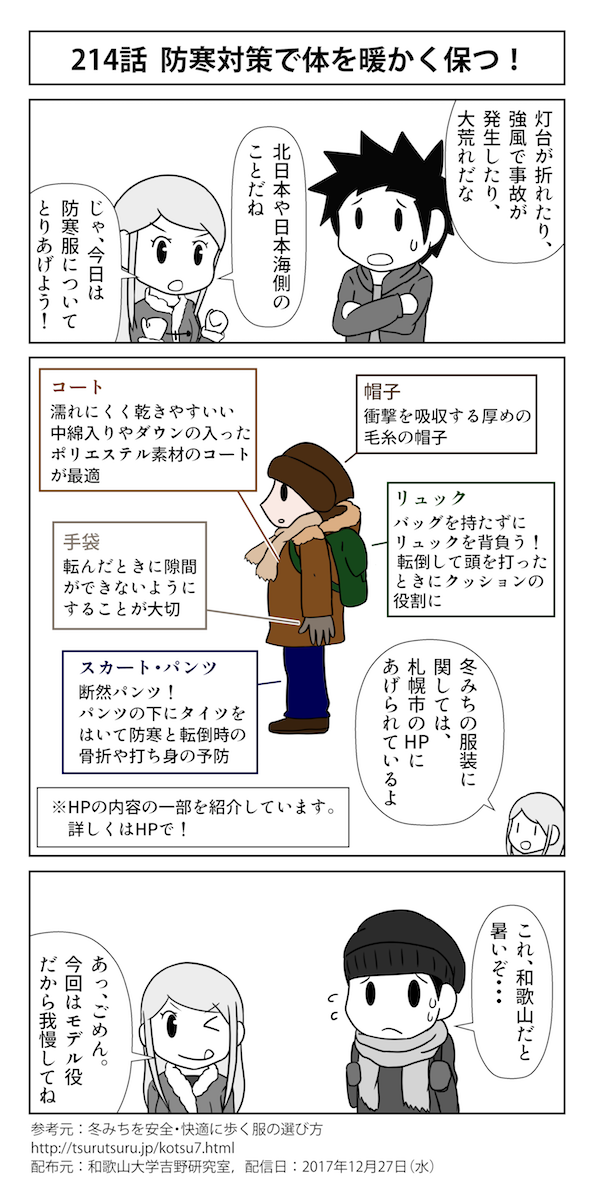 214話 防寒対策で体を暖かく保つ！
灯台が折れたり、
強風で事故が
発生したり、
大荒れだな
北日本や日本海側の
ことだね
じゃ、今日は
防寒服について
とりあげよう！
コート
濡れにくく乾きやすいい
中綿入りやダウンの入った
ポリエステル素材のコート
が最適
帽子
衝撃を吸収する厚めの
毛糸の帽子
リュック
バッグを持たずに
リュックを背負う！
転倒して頭を打った
ときにクッションの
役割に
手袋
転んだときに隙間
ができないように
することが大切
スカート・パンツ
断然パンツ！
パンツの下にタイツを
はいて防寒と転倒時の
骨折や打ち身の予防
冬みちの服装に
関しては、
札幌市のHPに
あげられているよ
※HPの内容の一部を紹介しています。
詳しくはHPで！
これ、和歌山だと
暑いぞ・・・
あっ、ごめん。
今回はモデル役
だから我慢してね
参考元：冬みちを安全・快適に歩く服の選び方
http://tsurutsuru.jp/kotsu7.html
配布元：和歌山大学吉野研究室，配信日：2017年12月27日（水）